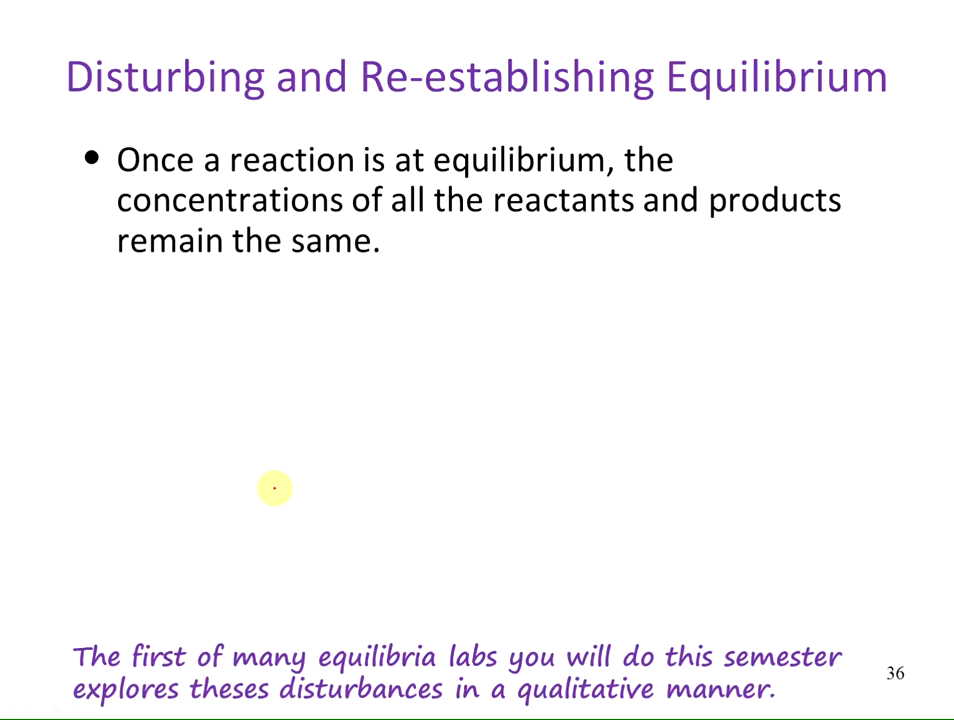 Disturbing and Re-establishing Equilibrium
• Once a reaction is at equilibrium, the
concentrations of all the reactants and products
remain the same.
The first of many equilibria labs you will do this semester
explores theses disturbances in a qualitative manner.
36